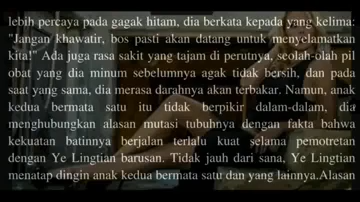 lebih percaya pada gagak hitam, dia berkata kepada yang kelima:
"Jangan khawatir, bos pasti akan datang untuk menyelamatkan
kita!" Ada juga rasa sakit yang tajam di perutnya, seolah-olah pil
obat yang dia minum sebelumnya agak tidak bersih, dan pada
saat yang sama, dia merasa darahnya akan terbakar. Namun, anak
kedua bermata satu itu tidak berpikir dalam-dalam, dia
menghubungkan alasan mutasi tubuhnya dengan fakta bahwa
kekuatan batinnya berjalan terlalu kuat selama pemotretan
dengan Ye Lingtian barusan. Tidak jauh dari sana, Ye Lingtian
menatap dingin anak kedua bermata satu dan yang lainnya.Alasan